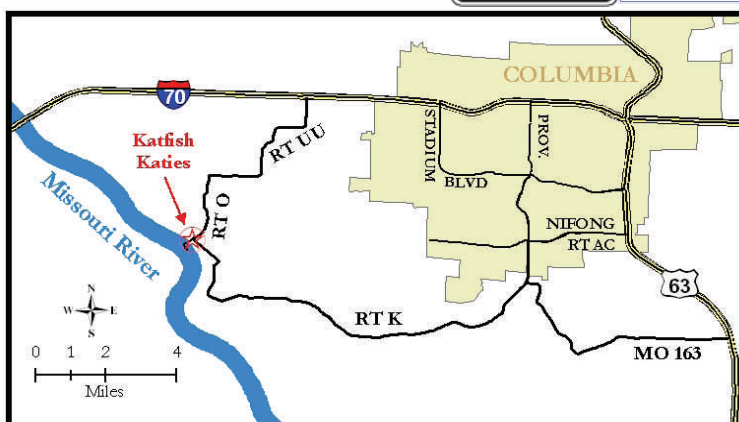 COLUMBIA
70
Katfish
Katies
RT UU
STADIUM
PROV.
BLVD
RT O
Missouri River
NIFONG
RT AC
63
N
W E
S
RT K
MO 163
0 1 2 4
Miles